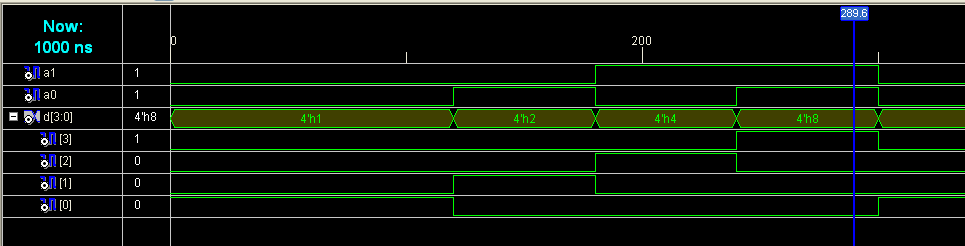 289.6
Now:
1000 ns
0 200
a1 1
a0 1
d[3:0] 4'h8 4'h1 4'h2 4'h4 4'h8
[3] 1
[2] 0
[1] 0
[0] 0